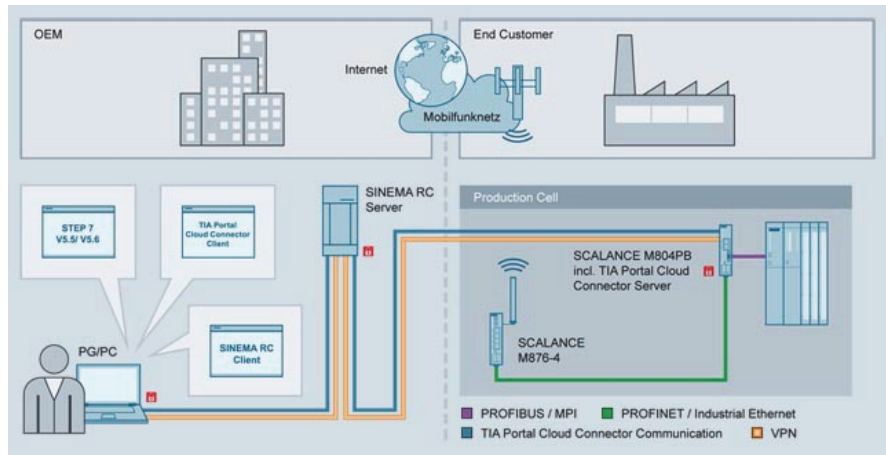 OEM
Internet
Mobilfunknetz
End Customer
STEP 7
V5.5/ V5.6
TIA Portal
Cloud Connector
Client
SINEMA RC
Server
PG/PC
SINEMA RC
Client
Production Cell
SCALANCE M804PB
incl. TIA Portal Cloud
Connector Server
SCALANCE
M876-4
PROFIBUS / MPI
PROFINET / Industrial Ethernet
TIA Portal Cloud Connector Communication
VPN